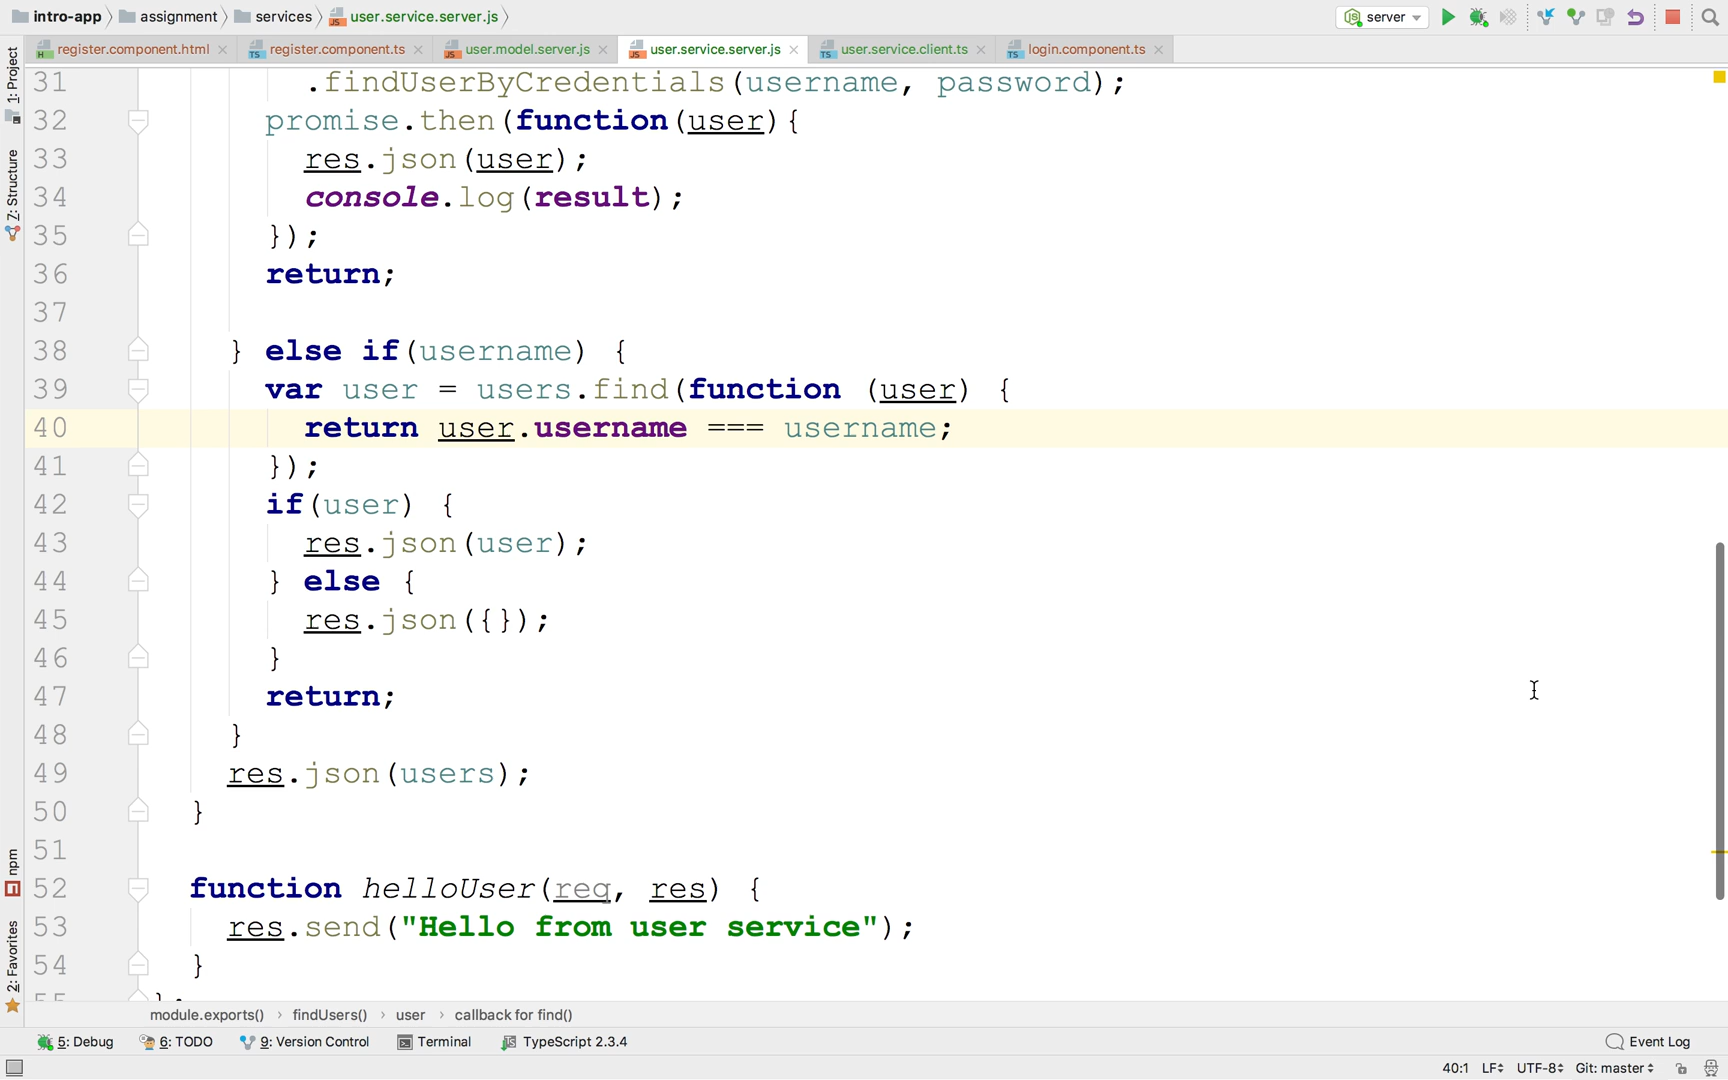 intro-app assignment services user.service.server.js server
register.component.html register.component.ts user.model.server.js user.service.server.js user.service.client.ts login.component.ts
1: Project
7: Structure
npm
2: Favorites
31 .findUserByCredentials(username, password);
32 promise.then(function(user){
33 res.json(user);
34 console.log(result);
35 });
36 return;
37
38 } else if(username) {
39 var user = users.find(function (user) {
40 return user.username === username;
41 });
42 if(user) {
43 res.json(user);
44 } else {
45 res.json({});
46 }
47 return;
48 }
49 res.json(users);
50 }
51
52 function helloUser(req, res) {
53 res.send("Hello from user service");
54 }
55 };
module.exports() › findUsers() › user › callback for find()
5: Debug 6: TODO 9: Version Control Terminal TypeScript 2.3.4 Event Log
40:1 LF UTF-8 Git: master